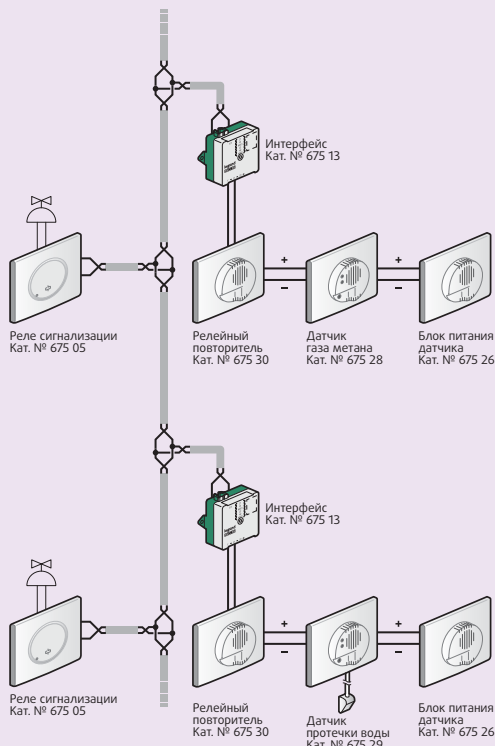 Интерфейс
Кат. № 675 13
+
+
–
–
Реле сигнализации
Кат. № 675 05
Релейный
повторитель
Кат. № 675 30
Датчик
газа метана
Кат. № 675 28
Блок питания
датчика
Кат. № 675 26
Интерфейс
Кат. № 675 13
+
+
–
–
Реле сигнализации
Кат. № 675 05
Релейный
повторитель
Кат. № 675 30
Датчик
протечки воды
Кат. № 675 29
Блок питания
датчика
Кат. № 675 26